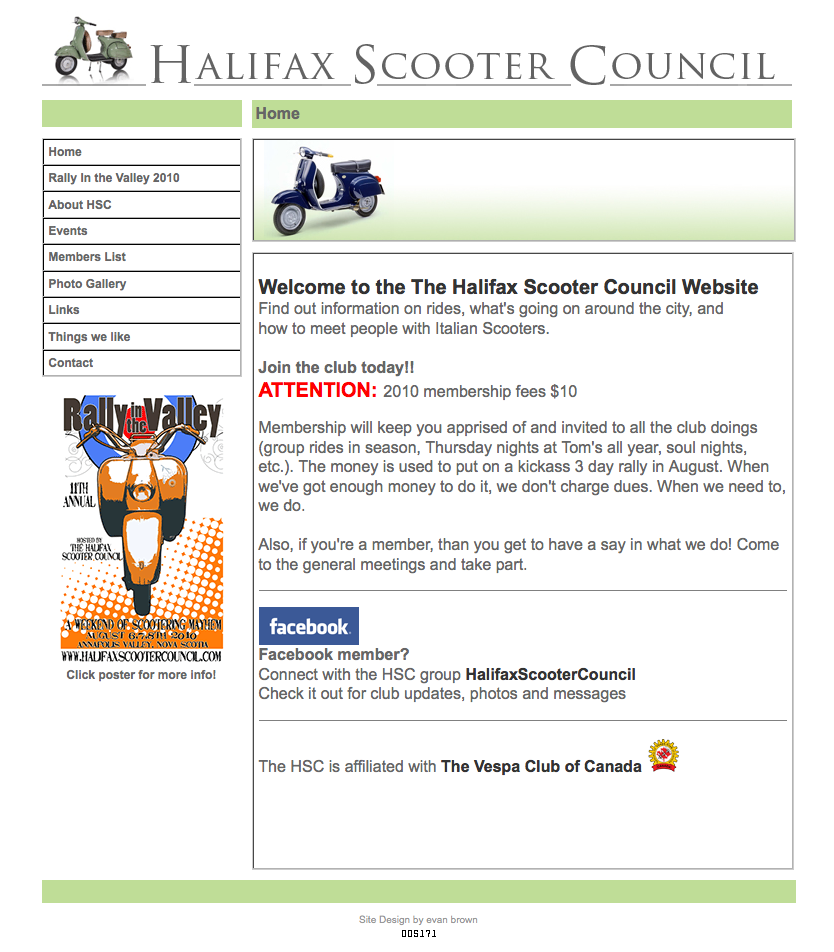 HALIFAX SCOOTER COUNCIL
Home
Home
Rally In the Valley 2010
About HSC
Events
Members List
Photo Gallery
Links
Things we like
Contact
Rally in the Valley
11TH
ANNUAL
HOSTED BY
THE HALIFAX
SCOOTER COUNCIL
A WEEKEND OF SCOOTERING MAYHEM
AUGUST 6,7,8TH 2010
ANNAPOLIS VALLEY, NOVA SCOTIA
WWW.HALIFAXSCOOTERCOUNCIL.COM
Click poster for more info!
Welcome to the The Halifax Scooter Council Website
Find out information on rides, what's going on around the city, and
how to meet people with Italian Scooters.
Join the club today!!
ATTENTION: 2010 membership fees $10
Membership will keep you apprised of and invited to all the club doings
(group rides in season, Thursday nights at Tom's all year, soul nights,
etc.). The money is used to put on a kickass 3 day rally in August. When
we've got enough money to do it, we don't charge dues. When we need to,
we do.
Also, if you're a member, than you get to have a say in what we do! Come
to the general meetings and take part.
facebook
Facebook member?
Connect with the HSC group HalifaxScooterCouncil
Check it out for club updates, photos and messages
The HSC is affiliated with The Vespa Club of Canada
Site Design by evan brown
005171